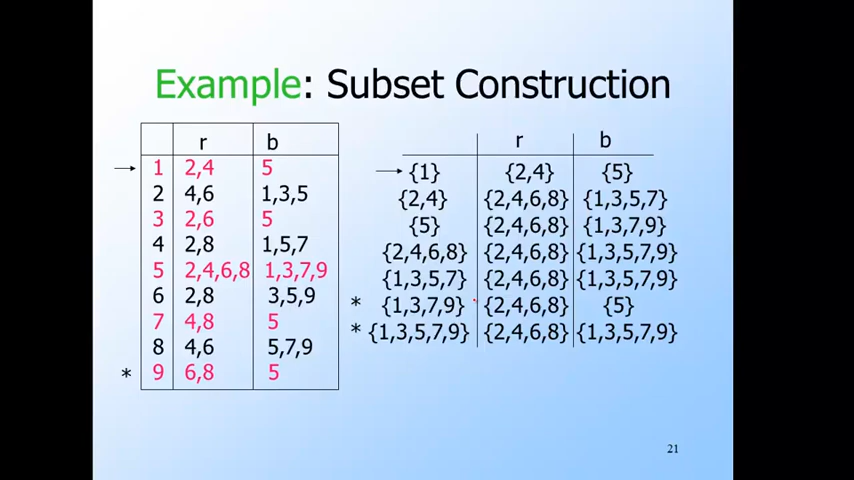 Example: Subset Construction
r b
→ 1 2,4 5
2 4,6 1,3,5
3 2,6 5
4 2,8 1,5,7
5 2,4,6,8 1,3,7,9
6 2,8 3,5,9
7 4,8 5
8 4,6 5,7,9
* 9 6,8 5
r b
→ {1} {2,4} {5}
{2,4} {2,4,6,8} {1,3,5,7}
{5} {2,4,6,8} {1,3,7,9}
{2,4,6,8} {2,4,6,8} {1,3,5,7,9}
{1,3,5,7} {2,4,6,8} {1,3,5,7,9}
* {1,3,7,9} {2,4,6,8} {5}
* {1,3,5,7,9} {2,4,6,8} {1,3,5,7,9}
21